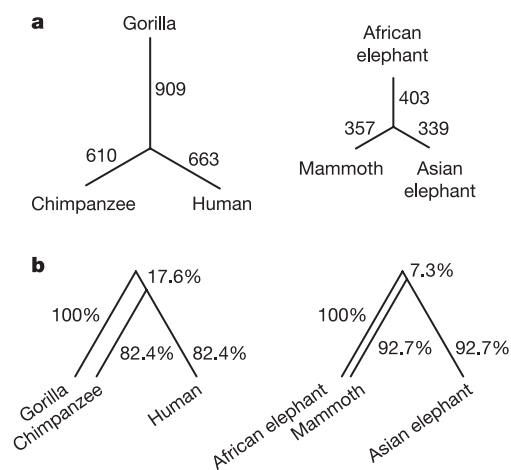 a
Gorilla
909
610
663
Chimpanzee
Human
African
elephant
403
357
339
Mammoth
Asian
elephant
b
17.6%
100%
82.4%
82.4%
Gorilla
Chimpanzee
Human
7.3%
100%
92.7%
92.7%
African elephant
Mammoth
Asian elephant